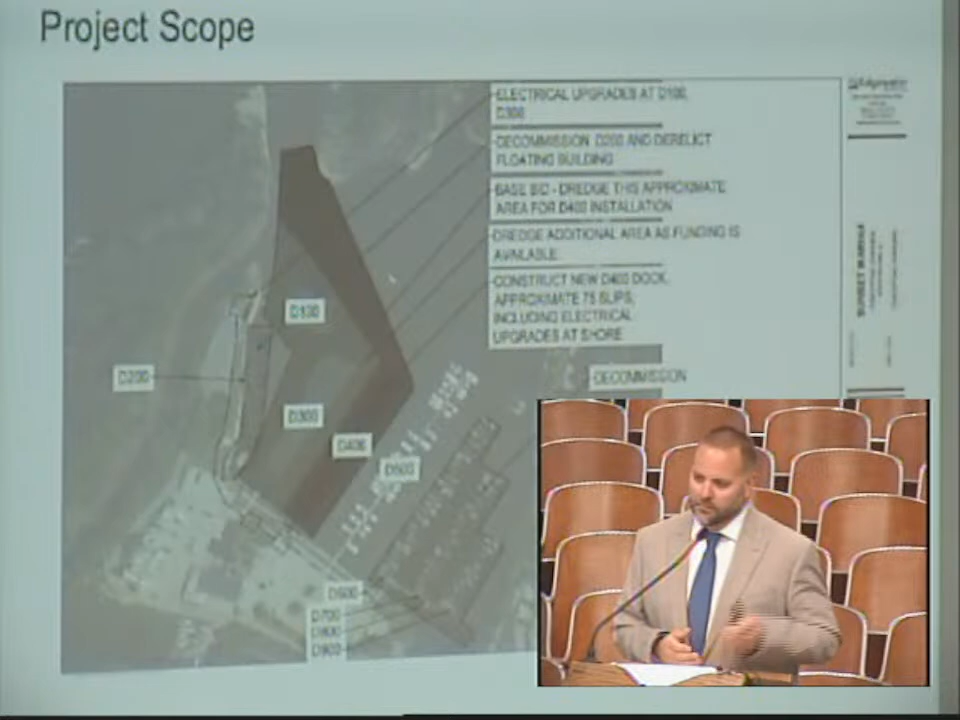 Project Scope
ELECTRICAL UPGRADES AT D100,
D300
DECOMMISSION D200 AND DERELICT
FLOATING BUILDING
BASE BID - DREDGE THIS APPROXIMATE
AREA FOR D400 INSTALLATION
DREDGE ADDITIONAL AREA AS FUNDING IS
AVAILABLE
CONSTRUCT NEW D400 DOCK,
APPROXIMATE 75 SLIPS,
INCLUDING ELECTRICAL
UPGRADES AT SHORE
DECOMMISSION
D100
D200
D300
D400
D500
D600
D700
D800
D900
Edgewater
SUNSET MARINA